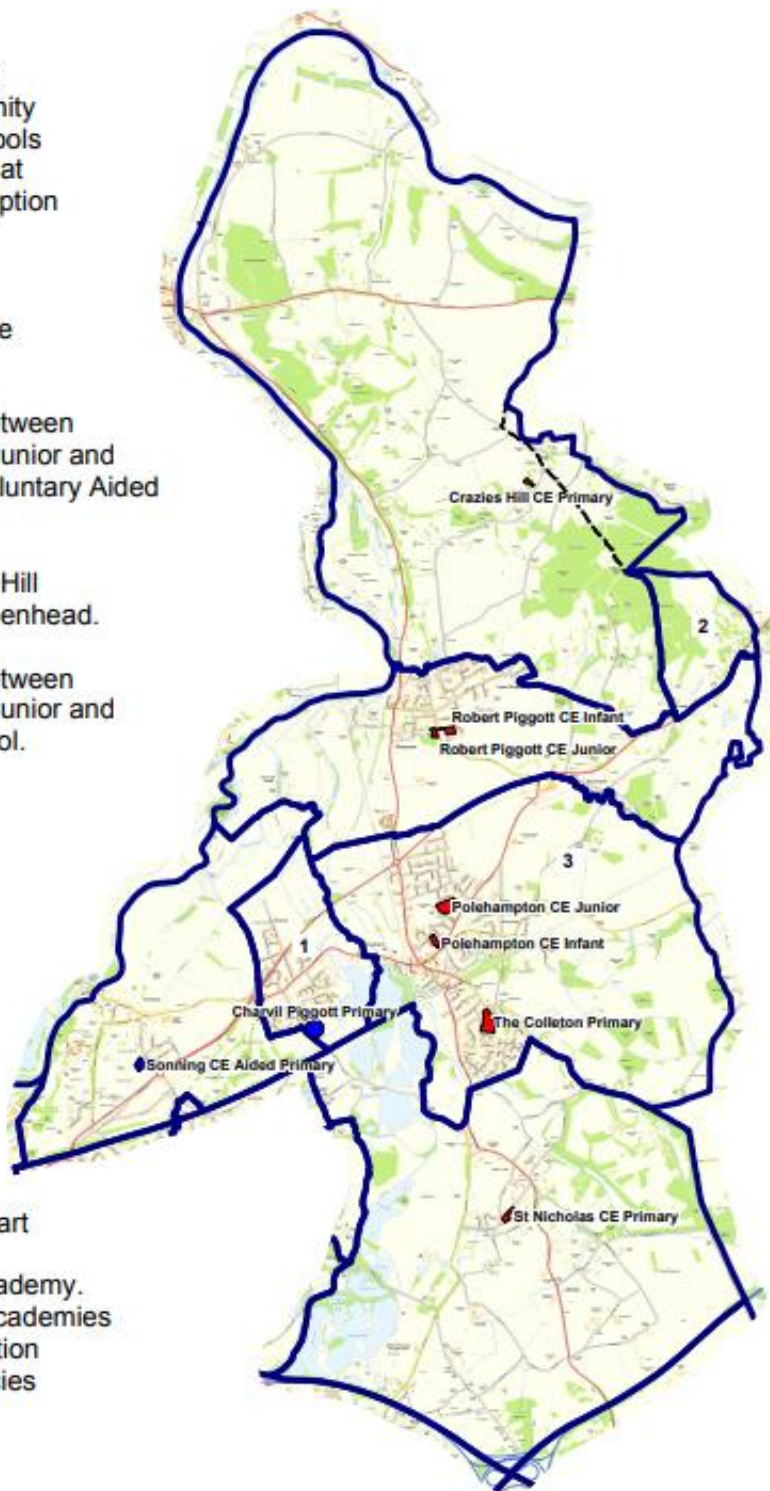 nity
ools
at
ption
e
tween
unior and
luntary Aided
Hill
enhead.
tween
unior and
ol.
art
ademy.
cademies
tion
cies
Crazies Hill CE Primary
2
Robert Piggott CE Infant
Robert Piggott CE Junior
3
Polehampton CE Junior
Polehampton CE Infant
1
Charvil Piggott Primary
The Colleton Primary
Sonning CE Aided Primary
St Nicholas CE Primary